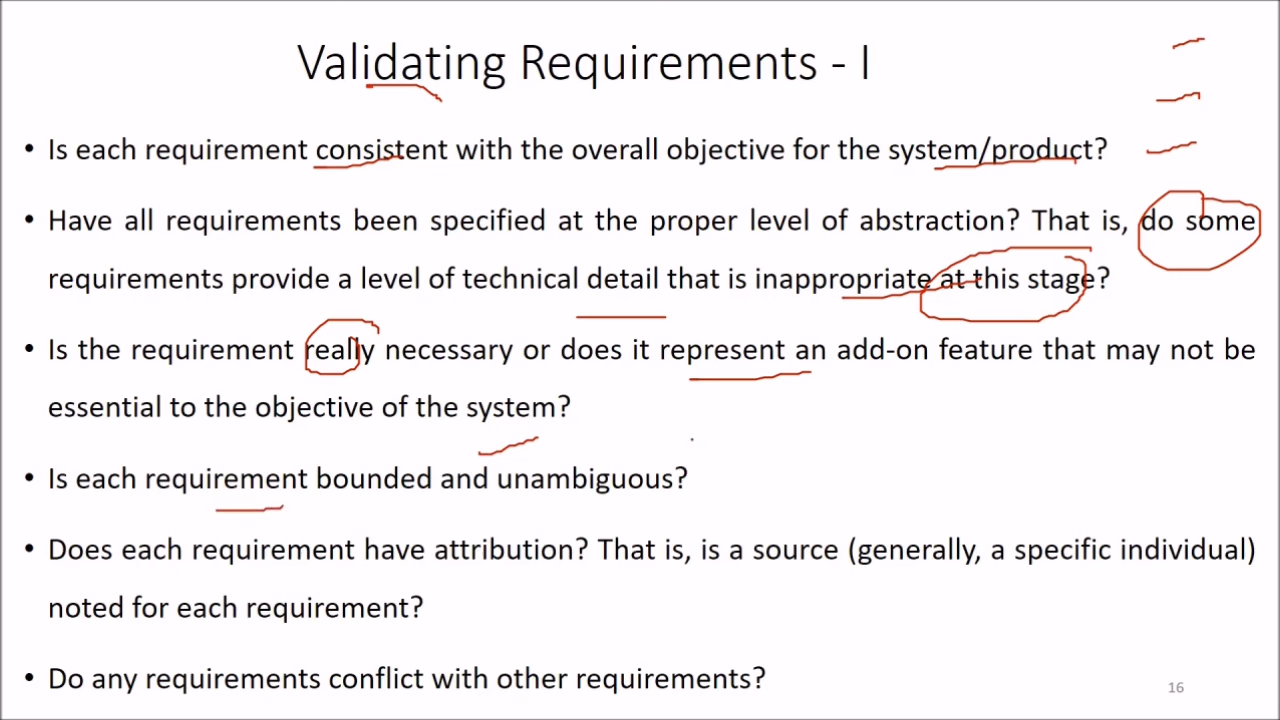 Validating Requirements - I
• Is each requirement consistent with the overall objective for the system/product?
• Have all requirements been specified at the proper level of abstraction? That is, do some
requirements provide a level of technical detail that is inappropriate at this stage?
• Is the requirement really necessary or does it represent an add-on feature that may not be
essential to the objective of the system?
• Is each requirement bounded and unambiguous?
• Does each requirement have attribution? That is, is a source (generally, a specific individual)
noted for each requirement?
• Do any requirements conflict with other requirements?
16